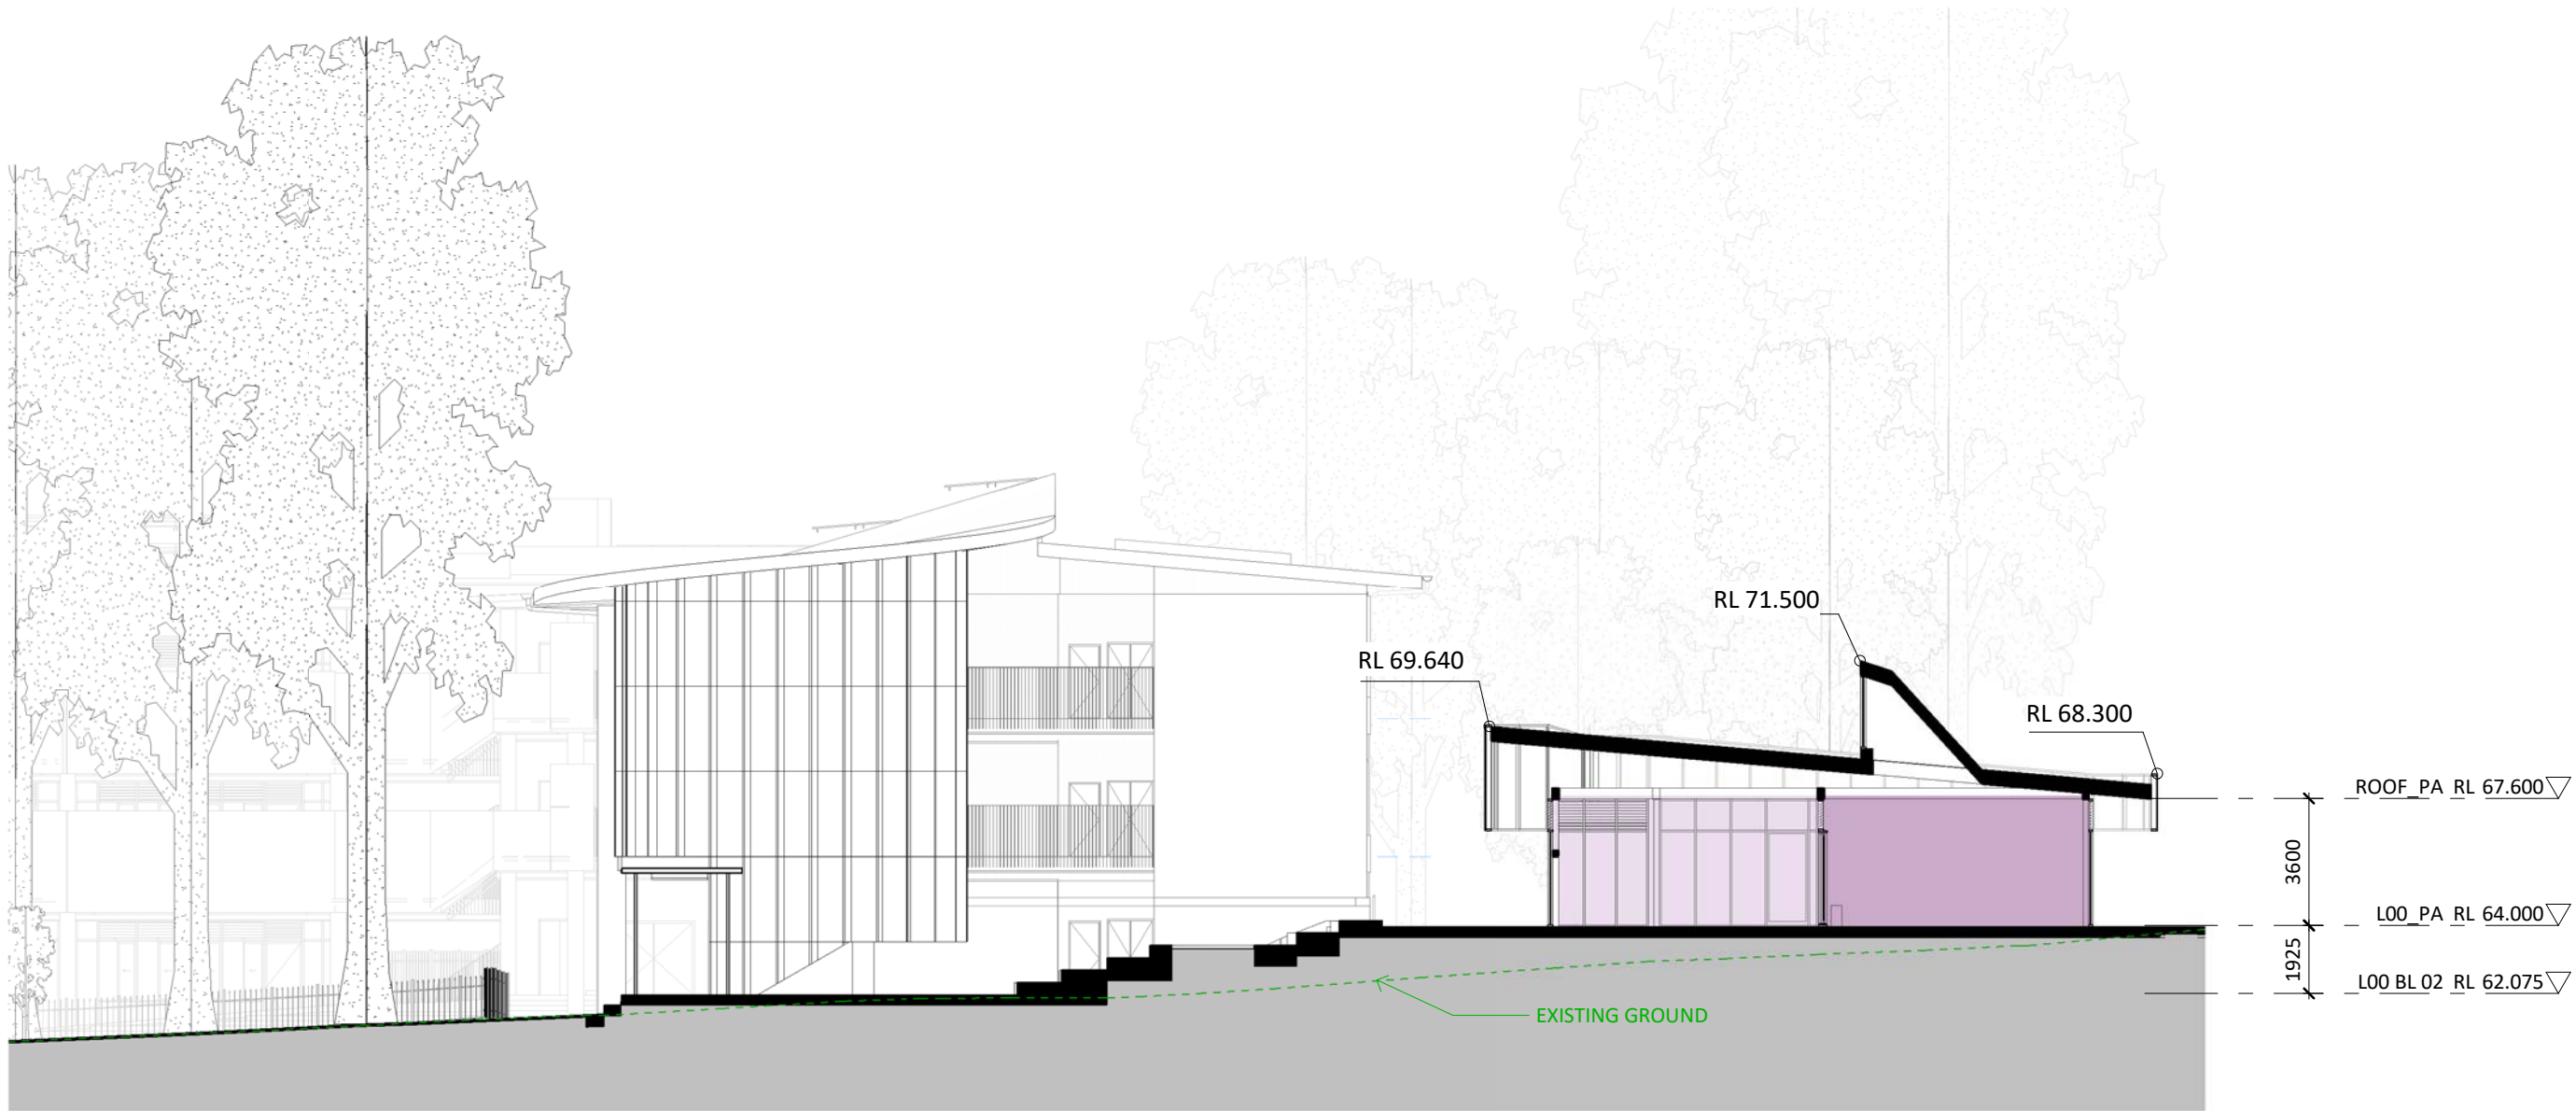 RL 71.500
RL 69.640
RL 68.300
ROOF_PA RL 67.600
3600
L00_PA RL 64.000
1925
L00 BL 02 RL 62.075
EXISTING GROUND